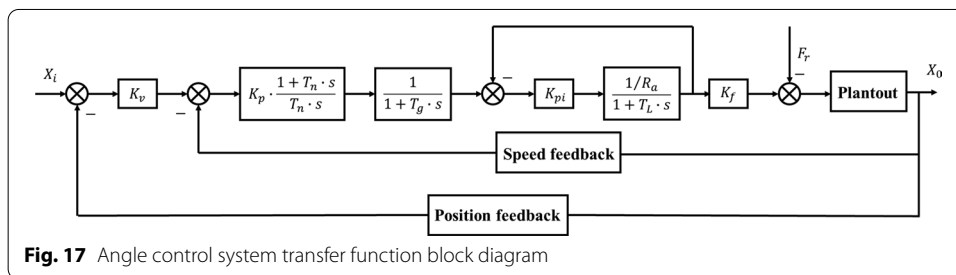 X_i
K_v
K_p · (1 + T_n · s) / (T_n · s)
1 / (1 + T_g · s)
K_pi
(1/R_a) / (1 + T_L · s)
K_f
F_r
Plantout
X_0
− − − −
Speed feedback
Position feedback
Fig. 17 Angle control system transfer function block diagram